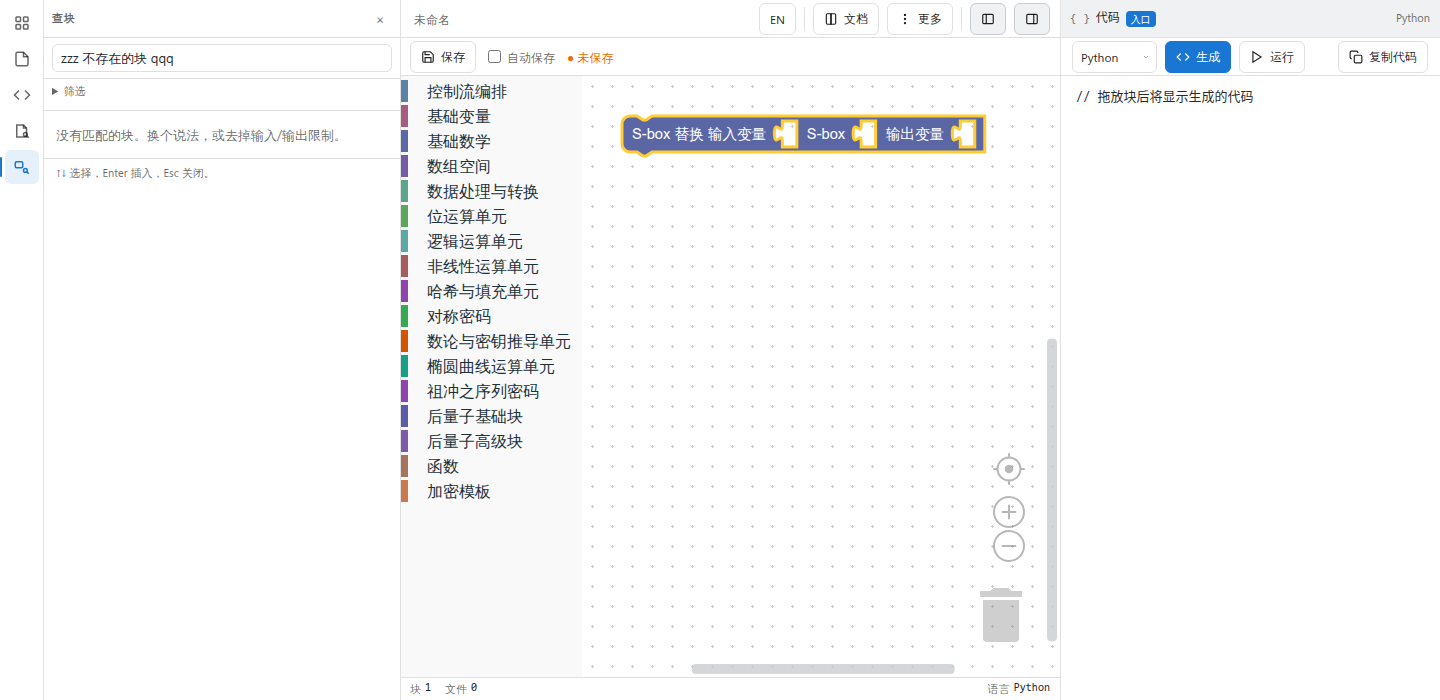 查块
×
zzz 不存在的块 qqq
筛选
没有匹配的块。换个说法，或去掉输入/输出限制。
↑↓ 选择，Enter 插入，Esc 关闭。
未命名
EN
文档
更多
保存
自动保存
● 未保存
控制流编排
基础变量
基础数学
数组空间
数据处理与转换
位运算单元
逻辑运算单元
非线性运算单元
哈希与填充单元
对称密码
数论与密钥推导单元
椭圆曲线运算单元
祖冲之序列密码
后量子基础块
后量子高级块
函数
加密模板
S-box 替换 输入变量 S-box 输出变量
块 1 文件 0
语言 Python
{ } 代码 入口
Python
Python
生成
运行
复制代码
// 拖放块后将显示生成的代码